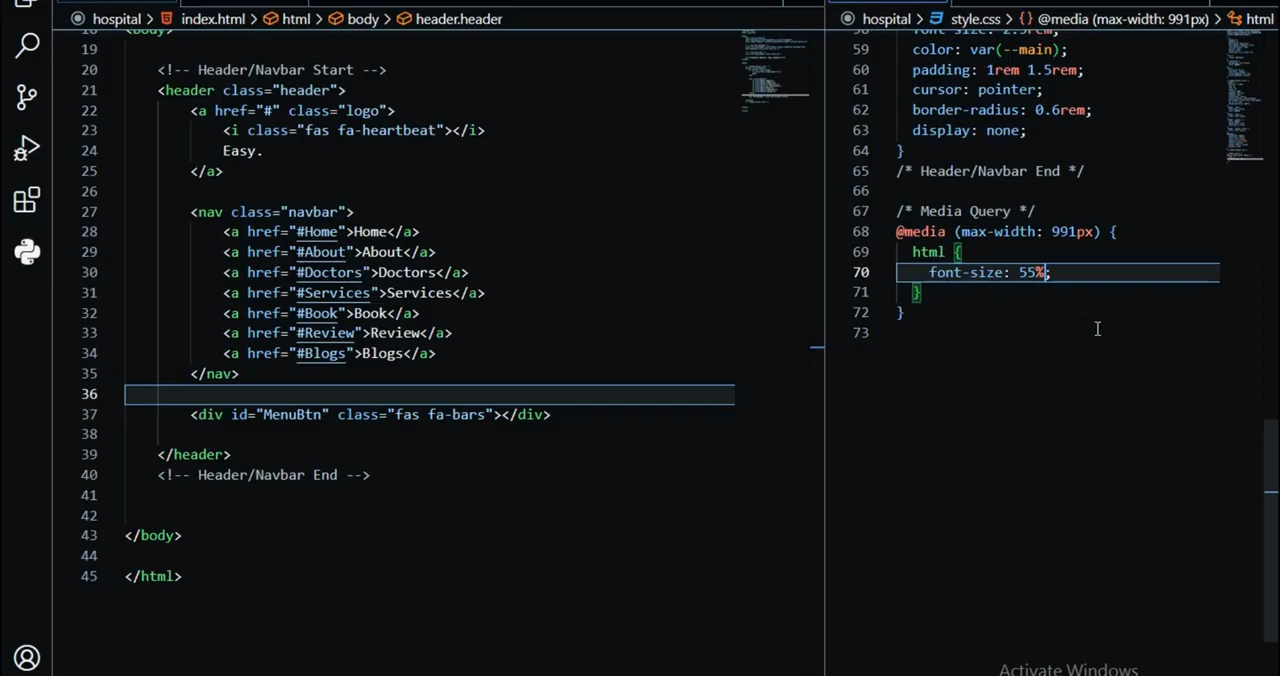 hospital > index.html > html > body > header.header
<body>
19
20 <!-- Header/Navbar Start -->
21 <header class="header">
22 <a href="#" class="logo">
23 <i class="fas fa-heartbeat"></i>
24 Easy.
25 </a>
26
27 <nav class="navbar">
28 <a href="#Home">Home</a>
29 <a href="#About">About</a>
30 <a href="#Doctors">Doctors</a>
31 <a href="#Services">Services</a>
32 <a href="#Book">Book</a>
33 <a href="#Review">Review</a>
34 <a href="#Blogs">Blogs</a>
35 </nav>
36
37 <div id="MenuBtn" class="fas fa-bars"></div>
38
39 </header>
40 <!-- Header/Navbar End -->
41
42
43 </body>
44
45 </html>
hospital > style.css > {} @media (max-width: 991px) > html
58 font-size: 2.5rem;
59 color: var(--main);
60 padding: 1rem 1.5rem;
61 cursor: pointer;
62 border-radius: 0.6rem;
63 display: none;
64 }
65 /* Header/Navbar End */
66
67 /* Media Query */
68 @media (max-width: 991px) {
69 html {
70 font-size: 55%;
71 }
72 }
73
Activate Windows